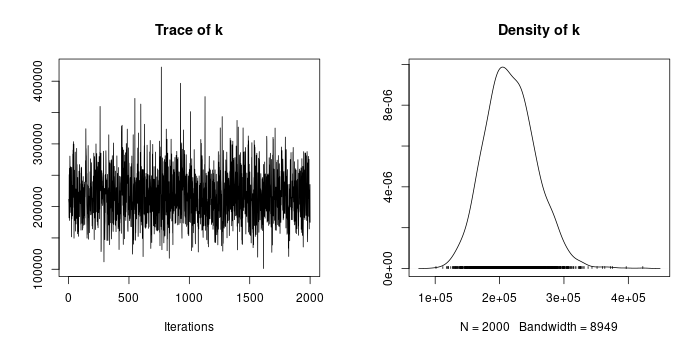 Trace of k
400000
300000
200000
100000
0 500 1000 1500 2000
Iterations
Density of k
8e-06
4e-06
0e+00
1e+05 2e+05 3e+05 4e+05
N = 2000 Bandwidth = 8949